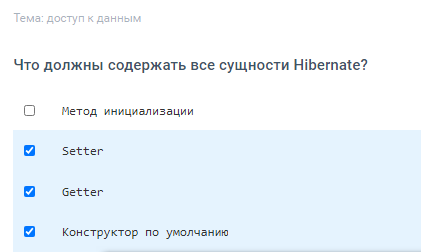 Тема: доступ к данным
Что должны содержать все сущности Hibernate?
Метод инициализации
Setter
Getter
Конструктор по умолчанию